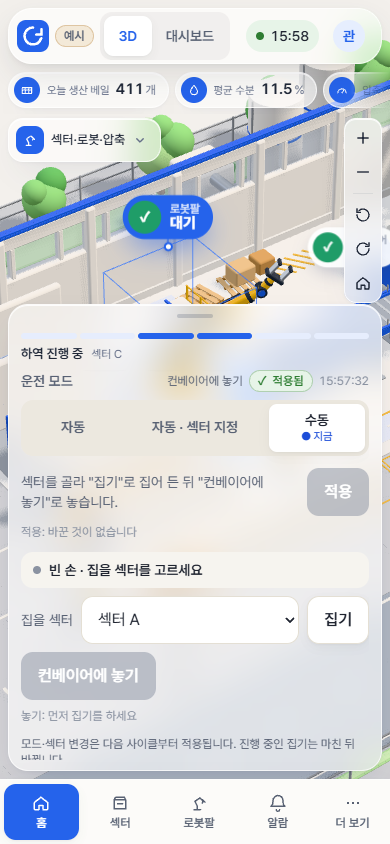 예시
3D
대시보드
15:58
관
오늘 생산 베일 411개
평균 수분 11.5%
섹터·로봇·압축
로봇팔
대기
하역 진행 중 섹터 C
운전 모드
컨베이어에 놓기
✓ 적용됨
15:57:32
자동
자동 · 섹터 지정
수동
지금
섹터를 골라 "집기"로 집어 든 뒤 "컨베이어에
놓기"로 놓습니다.
적용
적용: 바꾼 것이 없습니다
빈 손 · 집을 섹터를 고르세요
집을 섹터
섹터 A
집기
컨베이어에 놓기
놓기: 먼저 집기를 하세요
모드·섹터 변경은 다음 사이클부터 적용됩니다. 진행 중인 집기는 마친 뒤
바뀝니다.
홈
섹터
로봇팔
알람
더 보기